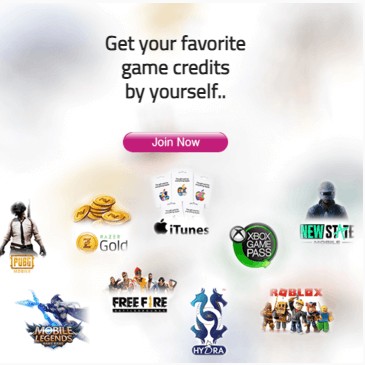 Get your favorite
game credits
by yourself..
Join Now
RAZER
Gold
iTunes
XBOX
GAME
PASS
NEW STATE
MOBILE
PUBG
MOBILE
FREE FIRE
ROBLOX
MOBILE
LEGENDS
HYDRA